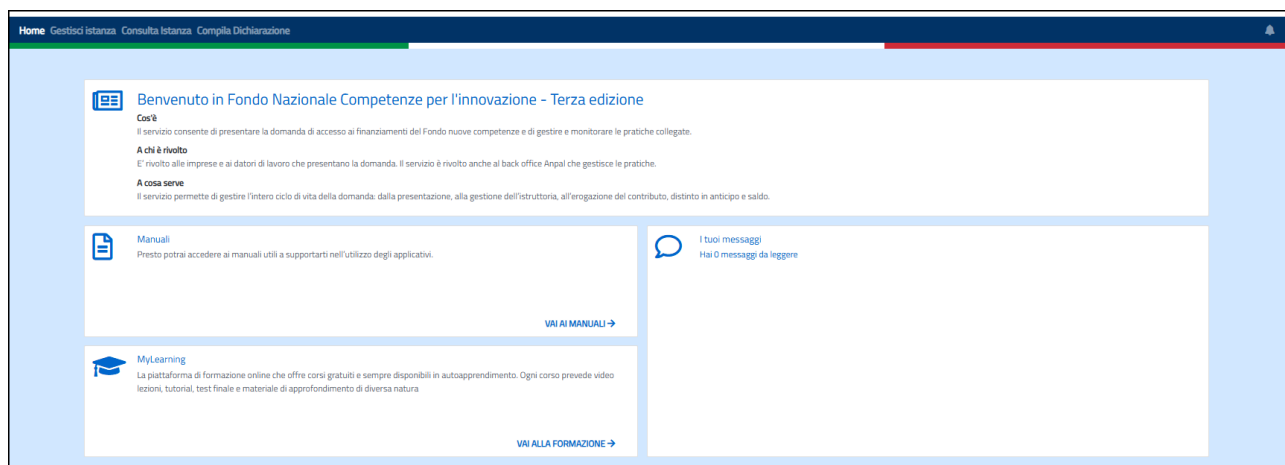 Home Gestisci istanza Consulta Istanza Compila Dichiarazione
Benvenuto in Fondo Nazionale Competenze per l'innovazione - Terza edizione
Cos'è
Il servizio consente di presentare la domanda di accesso ai finanziamenti del Fondo nuove competenze e di gestire e monitorare le pratiche collegate.
A chi è rivolto
E' rivolto alle imprese e ai datori di lavoro che presentano la domanda. Il servizio è rivolto anche al back office Anpal che gestisce le pratiche.
A cosa serve
Il servizio permette di gestire l'intero ciclo di vita della domanda: dalla presentazione, alla gestione dell'istruttoria, all'erogazione del contributo, distinto in anticipo e saldo.
Manuali
Presto potrai accedere ai manuali utili a supportarti nell'utilizzo degli applicativi.
VAI AI MANUALI
I tuoi messaggi
Hai 0 messaggi da leggere
MyLearning
La piattaforma di formazione online che offre corsi gratuiti e sempre disponibili in autoapprendimento. Ogni corso prevede video
lezioni, tutorial, test finale e materiale di approfondimento di diversa natura
VAI ALLA FORMAZIONE